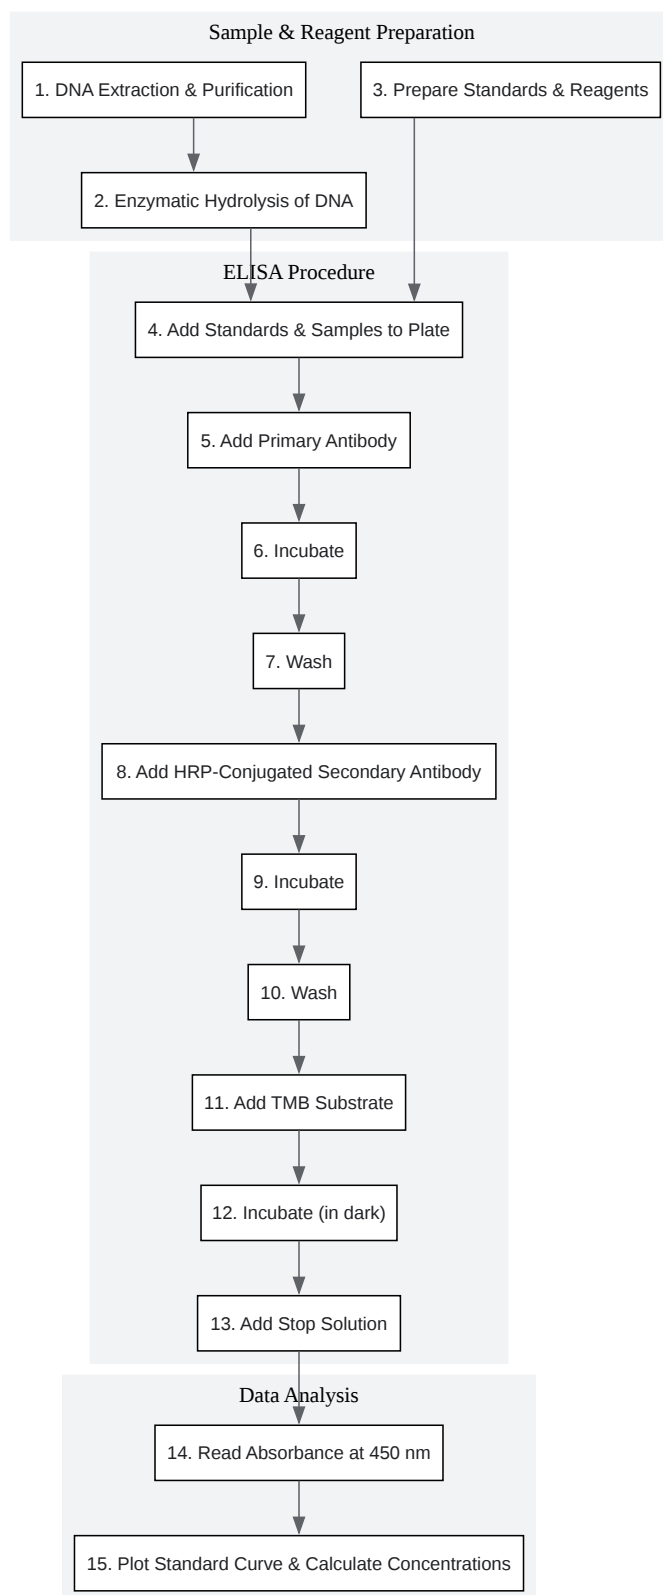 Sample & Reagent Preparation
1. DNA Extraction & Purification
3. Prepare Standards & Reagents
2. Enzymatic Hydrolysis of DNA
ELISA Procedure
4. Add Standards & Samples to Plate
5. Add Primary Antibody
6. Incubate
7. Wash
8. Add HRP-Conjugated Secondary Antibody
9. Incubate
10. Wash
11. Add TMB Substrate
12. Incubate (in dark)
13. Add Stop Solution
Data Analysis
14. Read Absorbance at 450 nm
15. Plot Standard Curve & Calculate Concentrations